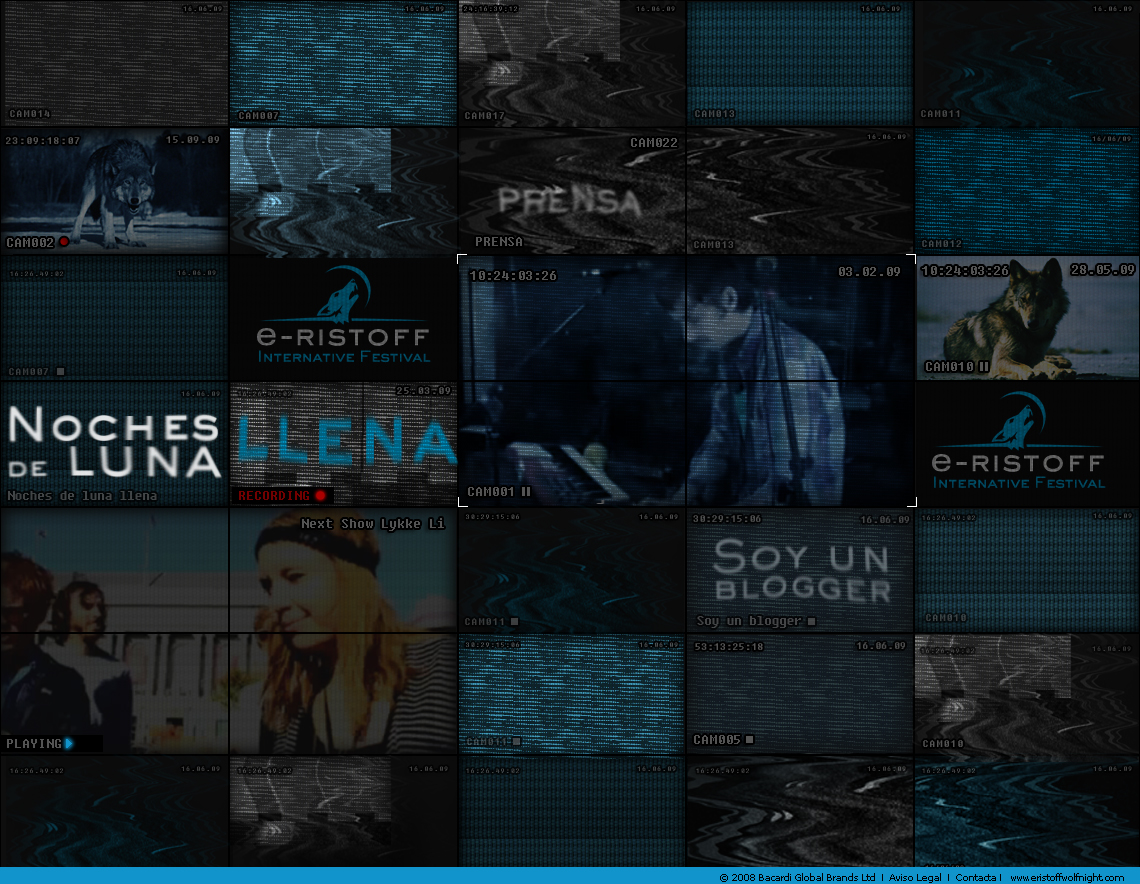 16.06.09
CAM014
16.06.09
CAM007
24:16:39:12
16.06.09
CAM017
16.06.09
CAM013
16.06.09
CAM011
23:09:18:07
15.09.09
CAM002
CAM022
PRENSA
PRENSA
16.06.09
CAM013
16/06/09
CAM012
16:26:49:02
16.06.09
CAM007
e-RISTOFF
INTERNATIVE FESTIVAL
10:24:03:26
03.02.09
CAM001
10:24:03:26
28.05.09
CAM010
16.06.09
NOCHES
DE LUNA
Noches de luna llena
16:26:49:02
25.03.09
LLENA
RECORDING
e-RISTOFF
INTERNATIVE FESTIVAL
Next Show Lykke Li
PLAYING
30:29:15:06
16.06.09
CAM011
30:29:15:06
16.06.09
SOY UN
BLOGGER
Soy un blogger
16:26:49:02
16.06.09
CAM010
30:29:15:06
16.06.09
CAM011
53:13:25:18
16.06.09
CAM005
16:26:49:02
16.06.09
CAM010
16:26:49:02
16.06.09
16:26:49:02
16.06.09
16:26:49:02
16.06.09
16:26:49:02
16.06.09
16:26:49:02
16.06.09
© 2008 Bacardi Global Brands Ltd | Aviso Legal | Contacta | www.eristoffwolfnight.com